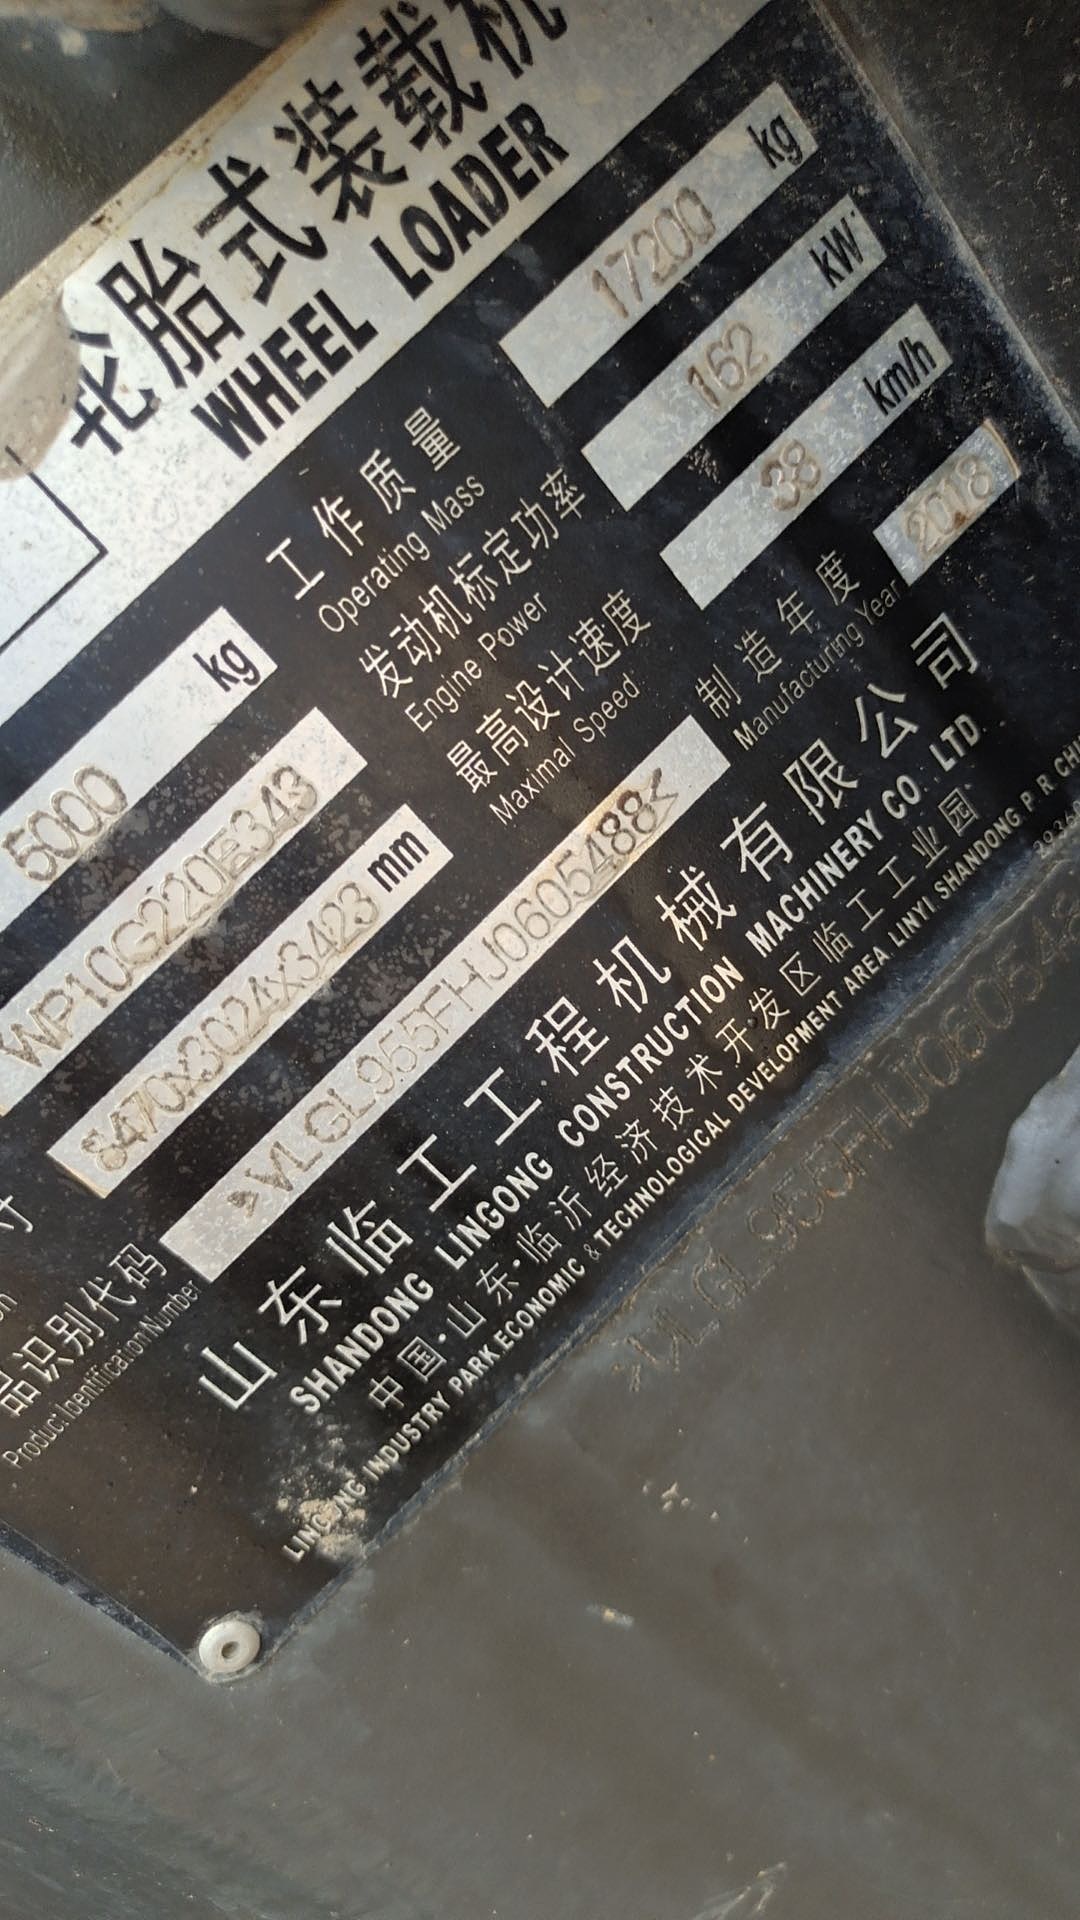 轮胎式装载机
WHEEL LOADER
工作质量
Operating Mass
17200 kg
发动机标定功率
Engine Power
162 kW
最高设计速度
Maximal Speed
38 km/h
制造年度
Manufacturing Year
2018
5000 kg
WP10G220E343
8470x3024x3423 mm
寸
品识别代码
Product Identification Number
>VLGL955FHJ0605488<
山东临工工程机械有限公司
SHANDONG LINGONG CONSTRUCTION MACHINERY CO. LTD.
中国·山东·临沂经济技术开发区临工工业园
LINGONG INDUSTRY PARK,ECONOMIC & TECHNOLOGICAL DEVELOPMENT AREA LINYI SHANDONG P. R. CHI
>VLGL955FHJ060548